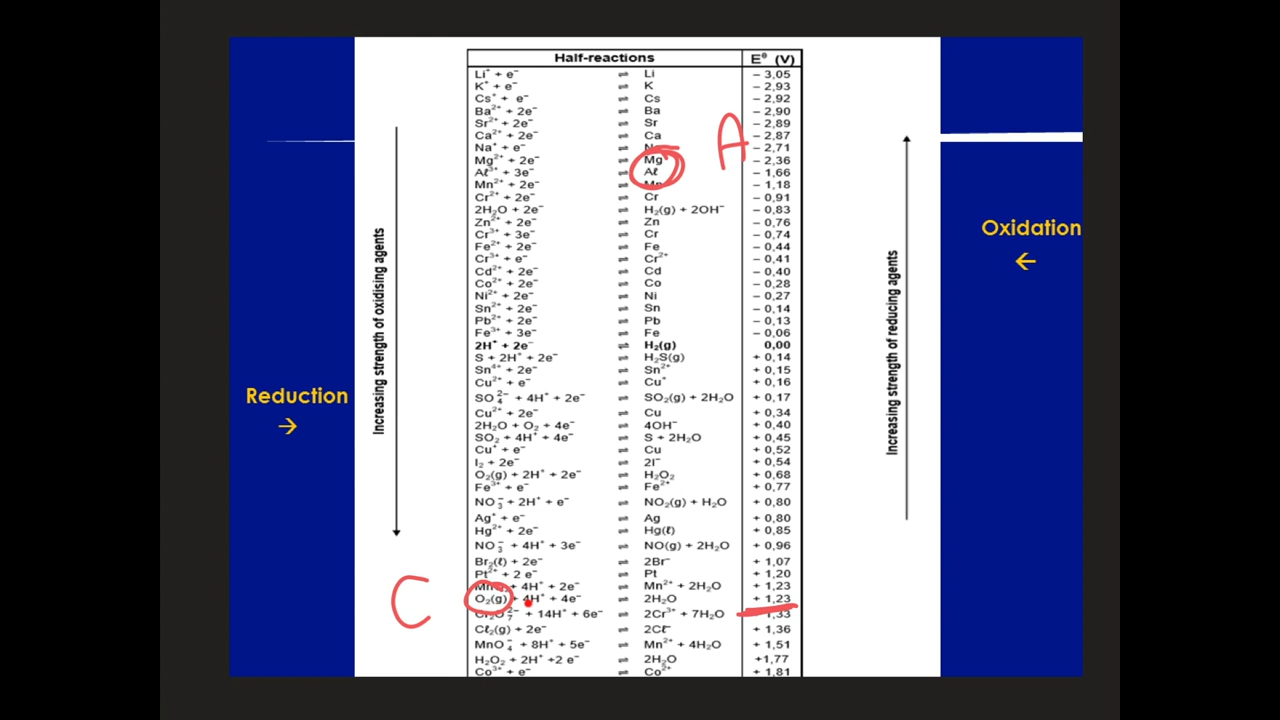 Half-reactions E⁰ (V)
Li⁺ + e⁻ ⇌ Li − 3,05
K⁺ + e⁻ ⇌ K − 2,93
Cs⁺ + e⁻ ⇌ Cs − 2,92
Ba²⁺ + 2e⁻ ⇌ Ba − 2,90
Sr²⁺ + 2e⁻ ⇌ Sr − 2,89
Ca²⁺ + 2e⁻ ⇌ Ca − 2,87
A
Na⁺ + e⁻ ⇌ − 2,71
Mg²⁺ + 2e⁻ ⇌ Mg − 2,36
Aℓ³⁺ + 3e⁻ ⇌ Aℓ − 1,66
Mn²⁺ + 2e⁻ ⇌ Mn − 1,18
Cr²⁺ + 2e⁻ ⇌ Cr − 0,91
2H₂O + 2e⁻ ⇌ H₂(g) + 2OH⁻ − 0,83
Zn²⁺ + 2e⁻ ⇌ Zn − 0,76
Cr³⁺ + 3e⁻ ⇌ Cr − 0,74
Fe²⁺ + 2e⁻ ⇌ Fe − 0,44
Cr³⁺ + e⁻ ⇌ Cr²⁺ − 0,41
Cd²⁺ + 2e⁻ ⇌ Cd − 0,40
Co²⁺ + 2e⁻ ⇌ Co − 0,28
Ni²⁺ + 2e⁻ ⇌ Ni − 0,27
Sn²⁺ + 2e⁻ ⇌ Sn − 0,14
Pb²⁺ + 2e⁻ ⇌ Pb − 0,13
Fe³⁺ + 3e⁻ ⇌ Fe − 0,06
2H⁺ + 2e⁻ ⇌ H₂(g) 0,00
S + 2H⁺ + 2e⁻ ⇌ H₂S(g) + 0,14
Sn⁴⁺ + 2e⁻ ⇌ Sn²⁺ + 0,15
Cu²⁺ + e⁻ ⇌ Cu⁺ + 0,16
SO₄²⁻ + 4H⁺ + 2e⁻ ⇌ SO₂(g) + 2H₂O + 0,17
Cu²⁺ + 2e⁻ ⇌ Cu + 0,34
2H₂O + O₂ + 4e⁻ ⇌ 4OH⁻ + 0,40
SO₂ + 4H⁺ + 4e⁻ ⇌ S + 2H₂O + 0,45
Cu⁺ + e⁻ ⇌ Cu + 0,52
I₂ + 2e⁻ ⇌ 2I⁻ + 0,54
O₂(g) + 2H⁺ + 2e⁻ ⇌ H₂O₂ + 0,68
Fe³⁺ + e⁻ ⇌ Fe²⁺ + 0,77
NO₃⁻ + 2H⁺ + e⁻ ⇌ NO₂(g) + H₂O + 0,80
Ag⁺ + e⁻ ⇌ Ag + 0,80
Hg²⁺ + 2e⁻ ⇌ Hg(ℓ) + 0,85
NO₃⁻ + 4H⁺ + 3e⁻ ⇌ NO(g) + 2H₂O + 0,96
Br₂(ℓ) + 2e⁻ ⇌ 2Br⁻ + 1,07
Pt²⁺ + 2 e⁻ ⇌ Pt + 1,20
MnO₂ + 4H⁺ + 2e⁻ ⇌ Mn²⁺ + 2H₂O + 1,23
C
O₂(g) + 4H⁺ + 4e⁻ ⇌ 2H₂O + 1,23
Cr₂O₇²⁻ + 14H⁺ + 6e⁻ ⇌ 2Cr³⁺ + 7H₂O + 1,33
Cℓ₂(g) + 2e⁻ ⇌ 2Cℓ⁻ + 1,36
MnO₄⁻ + 8H⁺ + 5e⁻ ⇌ Mn²⁺ + 4H₂O + 1,51
H₂O₂ + 2H⁺ +2 e⁻ ⇌ 2H₂O +1,77
Co³⁺ + e⁻ ⇌ Co²⁺ + 1,81
Increasing strength of oxidising agents
Increasing strength of reducing agents
Reduction
→
Oxidation
←